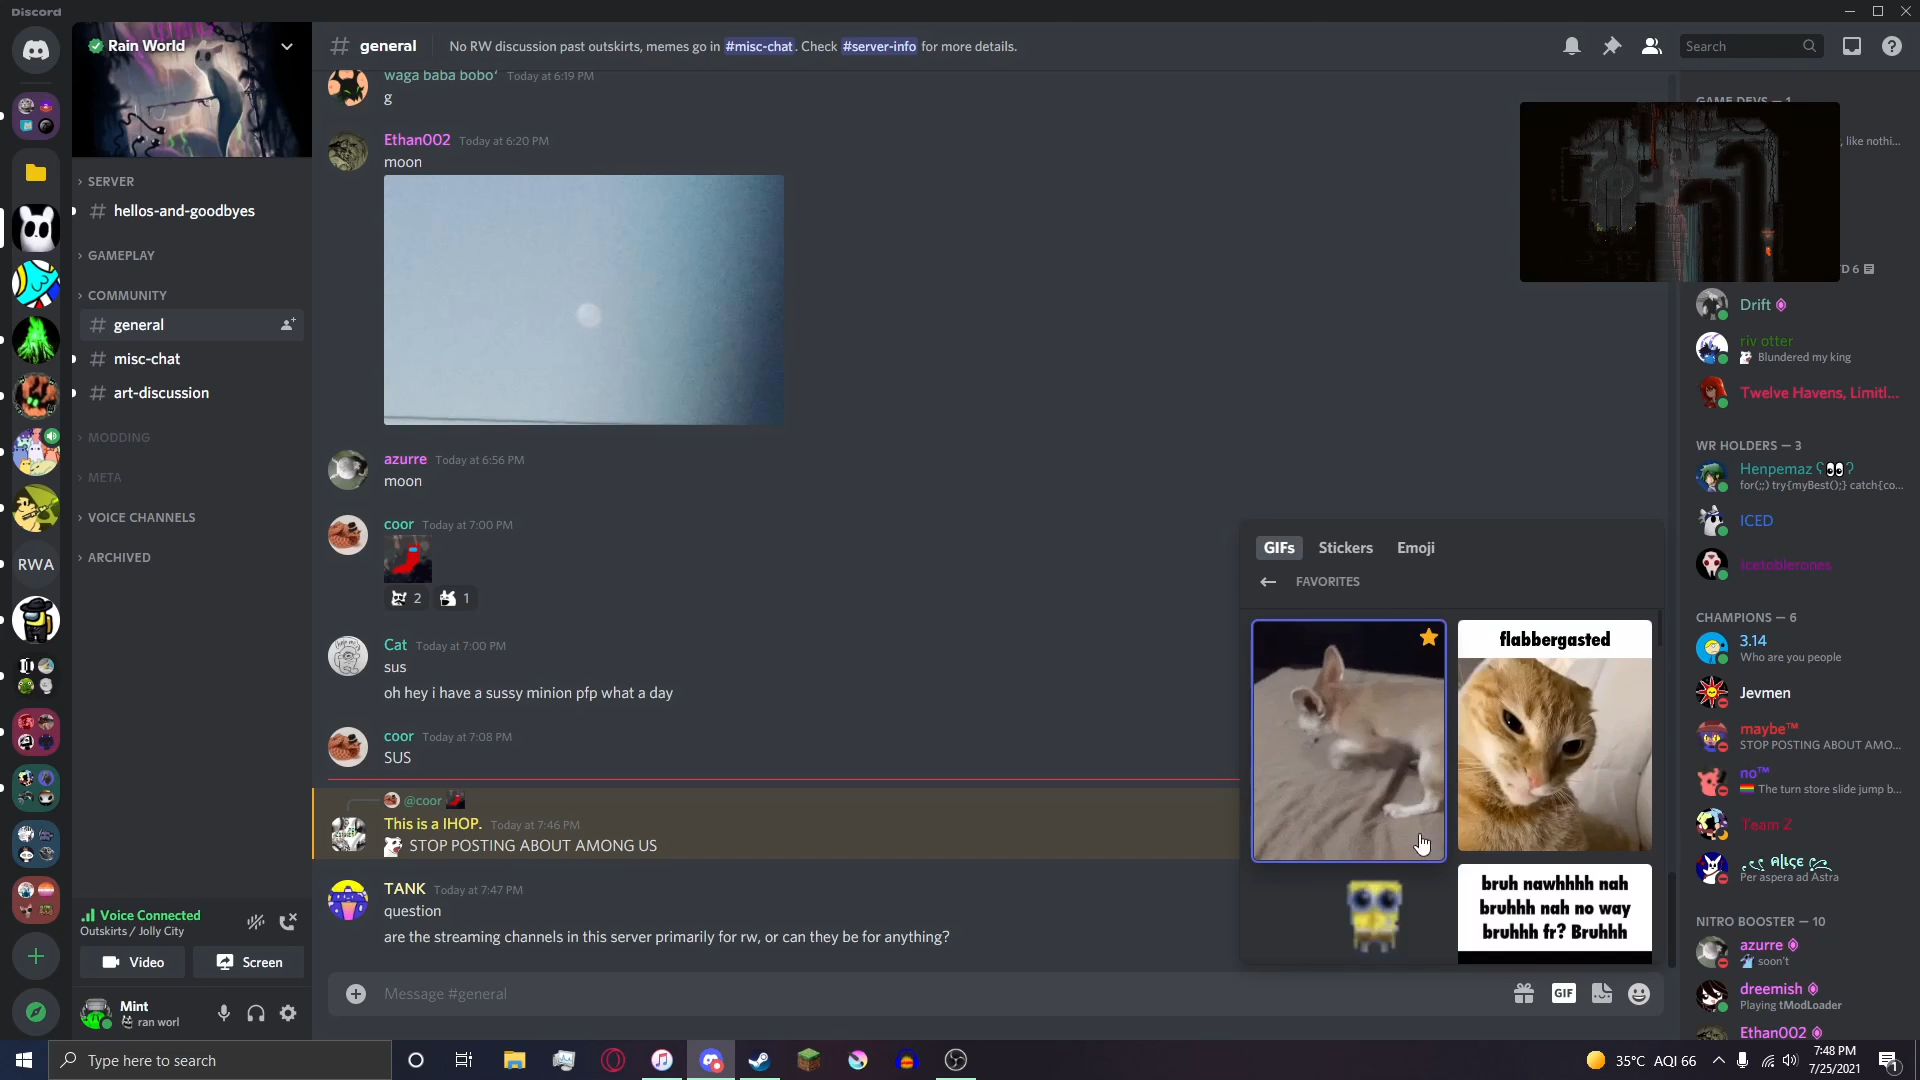 Discord
Rain World
SERVER
hellos-and-goodbyes
GAMEPLAY
COMMUNITY
general
misc-chat
art-discussion
MODDING
META
VOICE CHANNELS
ARCHIVED
RWA
Voice Connected
Outskirts / Jolly City
Video
Screen
Mint
ran worl
general
No RW discussion past outskirts, memes go in #misc-chat. Check #server-info for more details.
Search
waga baba bobo' Today at 6:19 PM
g
Ethan002 Today at 6:20 PM
moon
azurre Today at 6:56 PM
moon
coor Today at 7:00 PM
2
1
Cat Today at 7:00 PM
sus
oh hey i have a sussy minion pfp what a day
coor Today at 7:08 PM
SUS
@coor
This is a IHOP. Today at 7:46 PM
STOP POSTING ABOUT AMONG US
TANK Today at 7:47 PM
question
are the streaming channels in this server primarily for rw, or can they be for anything?
Message #general
GIF
GIFs Stickers Emoji
FAVORITES
flabbergasted
bruh nawhhhh nah
bruhhh nah no way
bruhhh fr? Bruhhh
GAME DEVS — 1
, like nothi...
D 6
Drift
riv otter
Blundered my king
Twelve Havens, Limitl...
WR HOLDERS — 3
Henpemaz ʕ👀ʔ
for(;;) try{myBest();} catch{co...
ICED
icetoblerones
CHAMPIONS — 6
3.14
Who are you people
Jevmen
maybe™
STOP POSTING ABOUT AMO...
no™
The turn store slide jump b...
Team Z
Per aspera ad Astra
NITRO BOOSTER — 10
azurre
soon't
dreemish
Playing tModLoader
Ethan002
Type here to search
35°C AQI 66
7:48 PM
7/25/2021
1